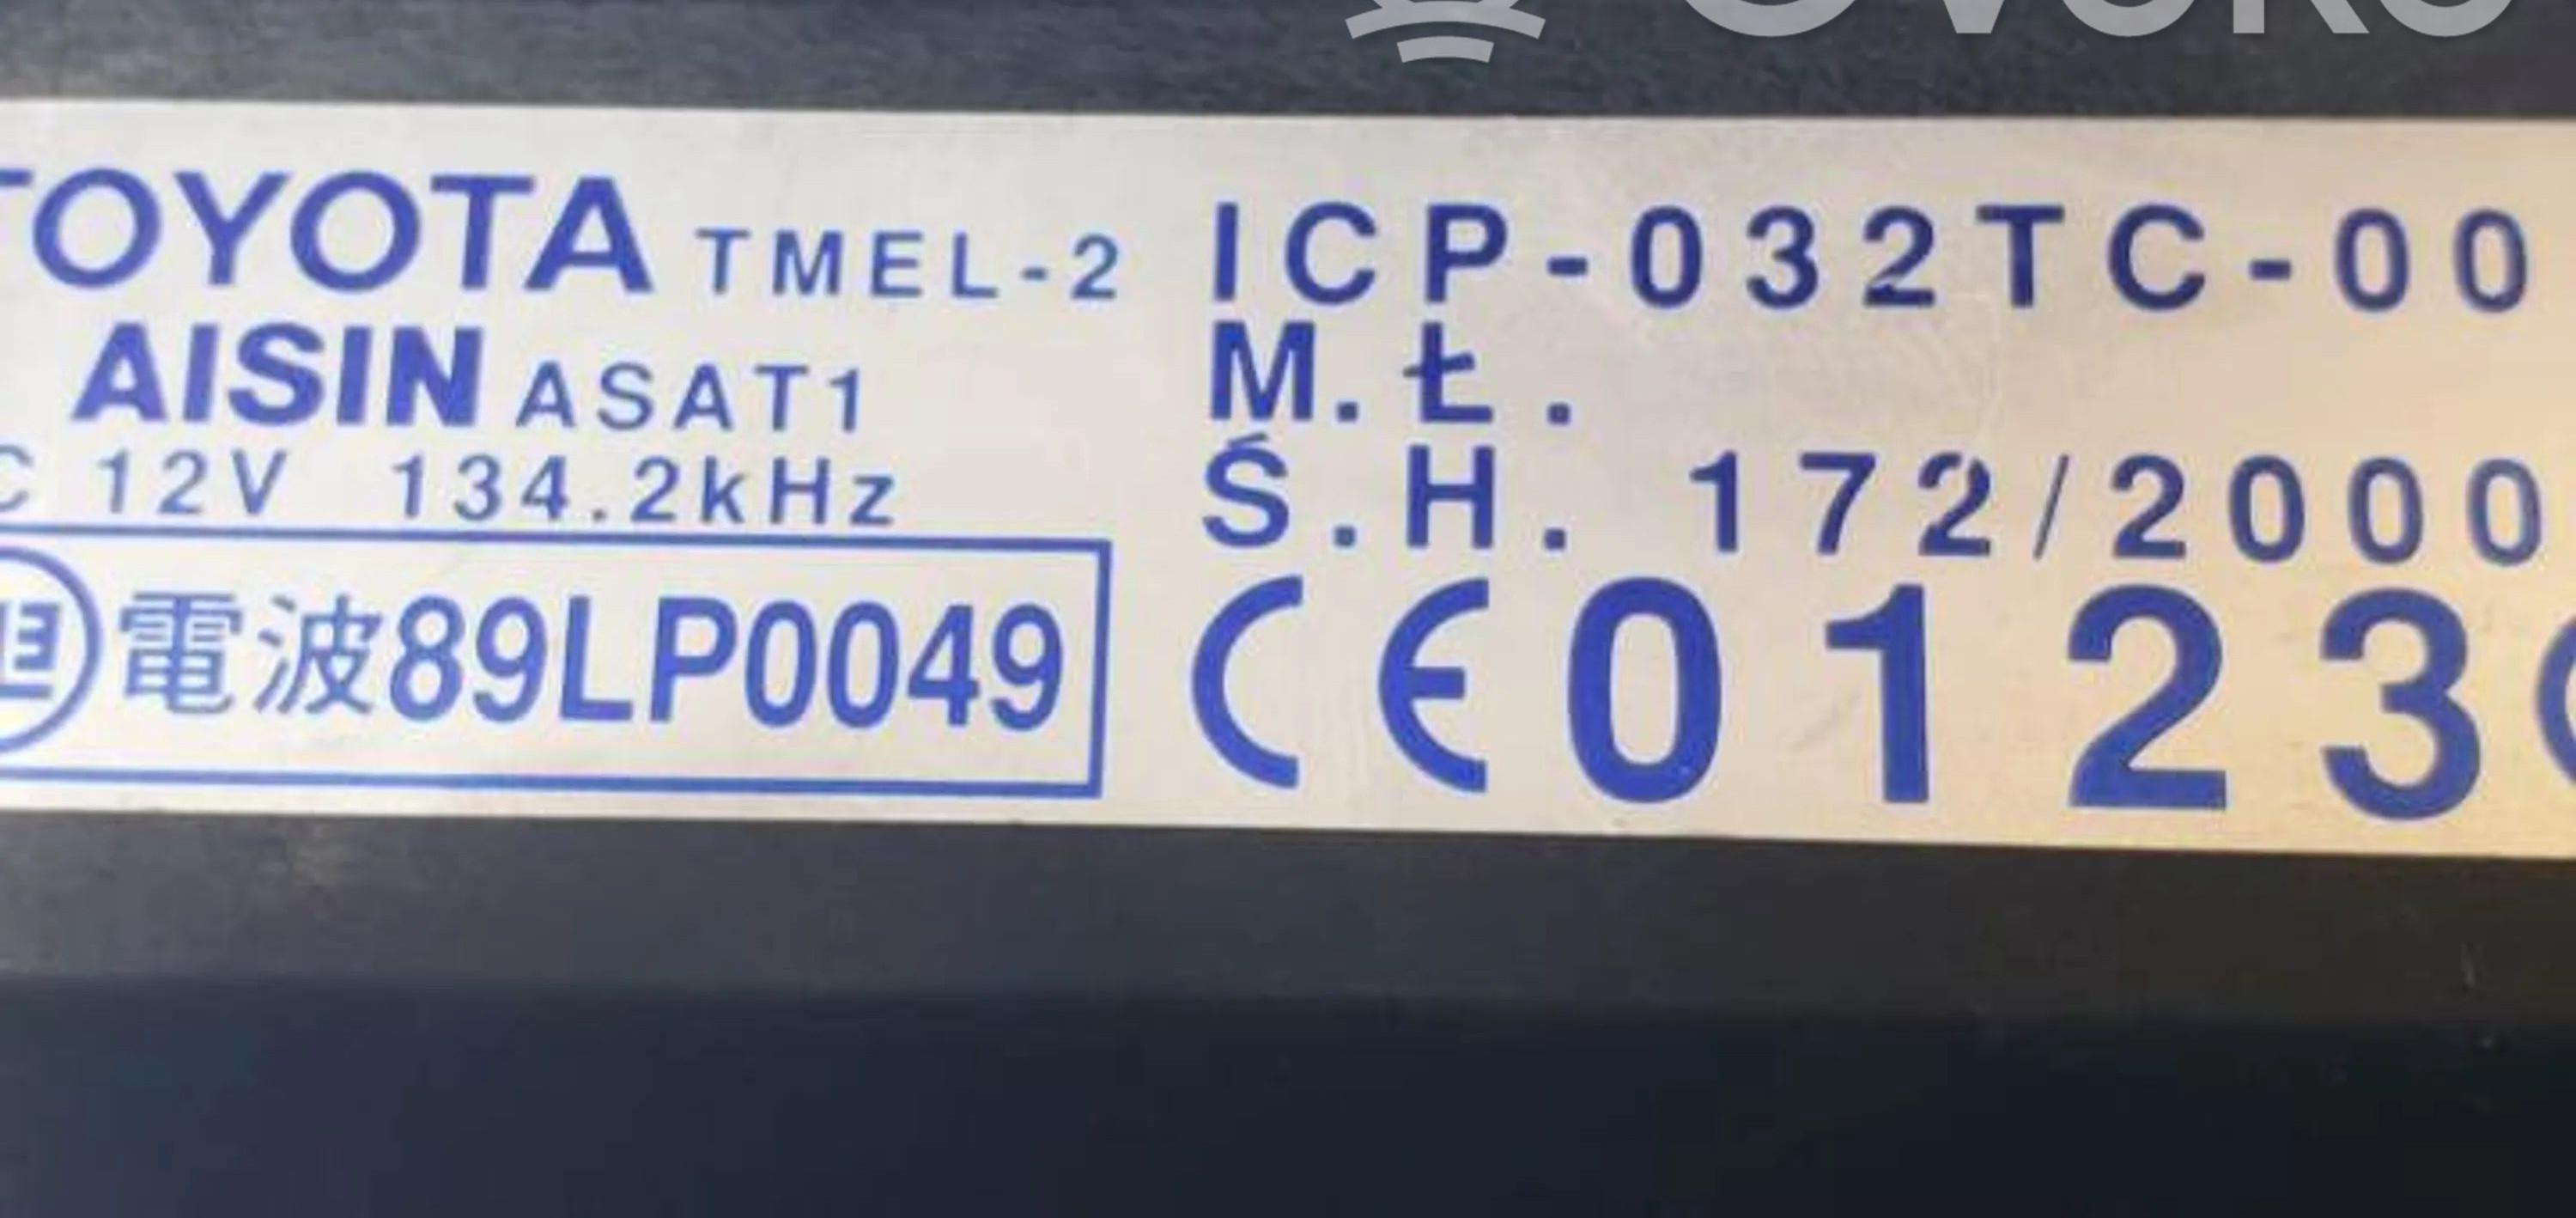 TOYOTA TMEL-2 ICP-032TC-00
AISIN ASAT1 M.Ł.
C 12V 134.2kHz Ś.H. 172/2000
電波89LP0049 CE0123